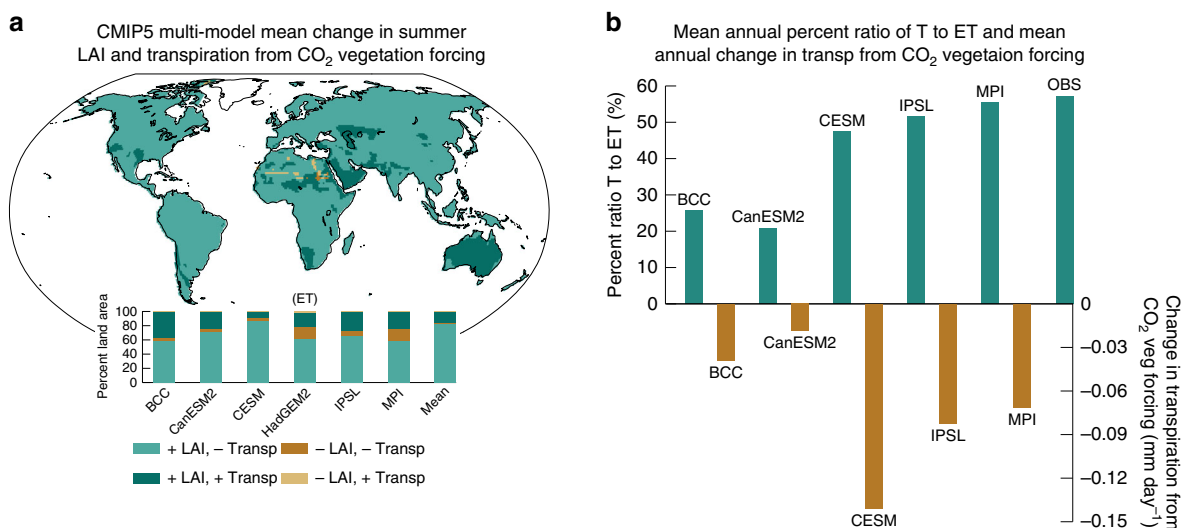 a
CMIP5 multi-model mean change in summer
LAI and transpiration from CO₂ vegetation forcing
(ET)
Percent land area
100
80
60
40
20
0
BCC
CanESM2
CESM
HadGEM2
IPSL
MPI
Mean
+ LAI, – Transp
– LAI, – Transp
+ LAI, + Transp
– LAI, + Transp
b
Mean annual percent ratio of T to ET and mean
annual change in transp from CO₂ vegetaion forcing
Percent ratio T to ET (%)
60
50
40
30
20
10
0
BCC
CanESM2
CESM
IPSL
MPI
OBS
BCC
CanESM2
CESM
IPSL
MPI
0
–0.03
–0.06
–0.09
–0.12
–0.15
Change in transpiration from
CO₂ veg forcing (mm day⁻¹)